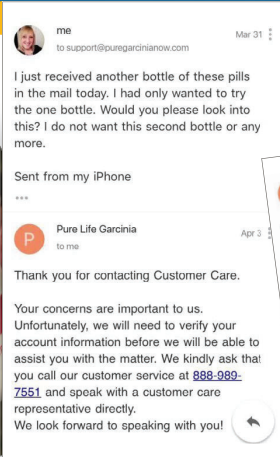 me
Mar 31
to support@puregarcinianow.com
I just received another bottle of these pills
in the mail today. I had only wanted to try
the one bottle. Would you please look into
this? I do not want this second bottle or any
more.
Sent from my iPhone
•••
P
Pure Life Garcinia
Apr 3
to me
Thank you for contacting Customer Care.
Your concerns are important to us.
Unfortunately, we will need to verify your
account information before we will be able to
assist you with the matter. We kindly ask that
you call our customer service at 888-989-
7551 and speak with a customer care
representative directly.
We look forward to speaking with you!